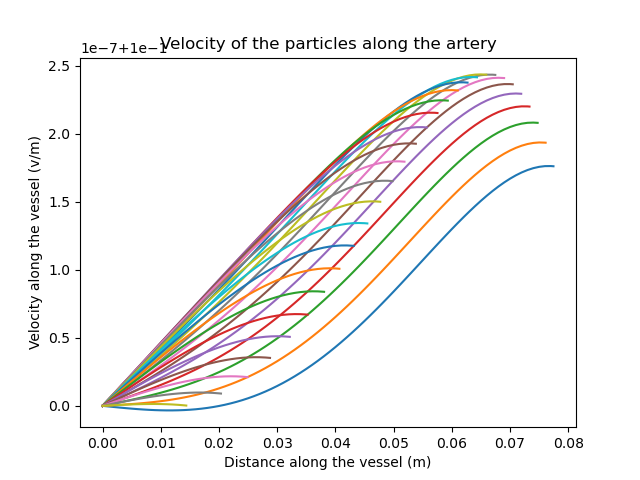 Velocity of the particles along the artery
1e−7+1e−1
2.5
2.0
1.5
1.0
0.5
0.0
Velocity along the vessel (v/m)
0.00 0.01 0.02 0.03 0.04 0.05 0.06 0.07 0.08
Distance along the vessel (m)